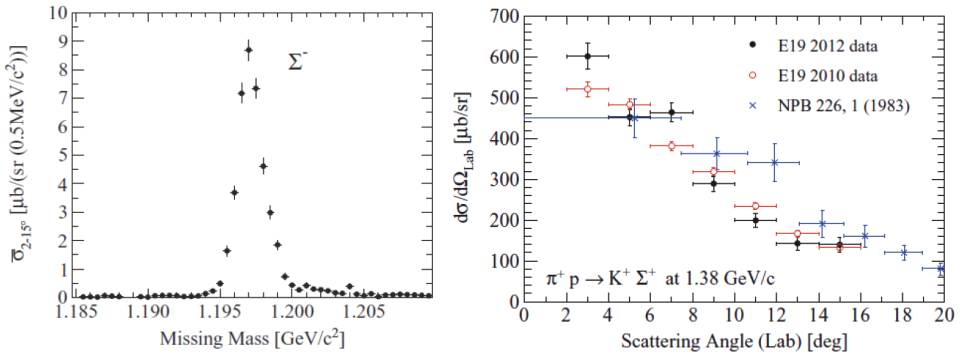 10
9
8
7
6
5
4
3
2
1
0
σ̅₂₋₁₅° [μb/(sr (0.5MeV/c²))]
Σ⁻
1.185 1.190 1.195 1.200 1.205
Missing Mass [GeV/c²]
700
600
500
400
300
200
100
0
dσ/dΩLab [μb/sr]
E19 2012 data
E19 2010 data
NPB 226, 1 (1983)
π⁺ p → K⁺ Σ⁺ at 1.38 GeV/c
0 2 4 6 8 10 12 14 16 18 20
Scattering Angle (Lab) [deg]